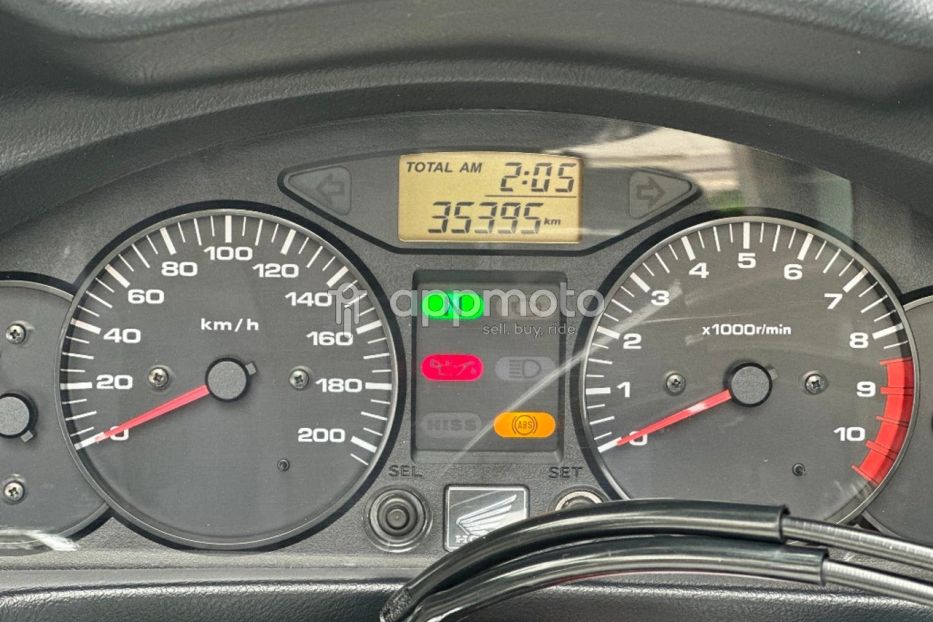 TOTAL AM 2:05
35395 km
0 20 40 60 80 100 120 140 160 180 200
km/h
appmoto
sell, buy, ride
0 1 2 3 4 5 6 7 8 9 10
x1000r/min
HISS
ABS
SEL
SET